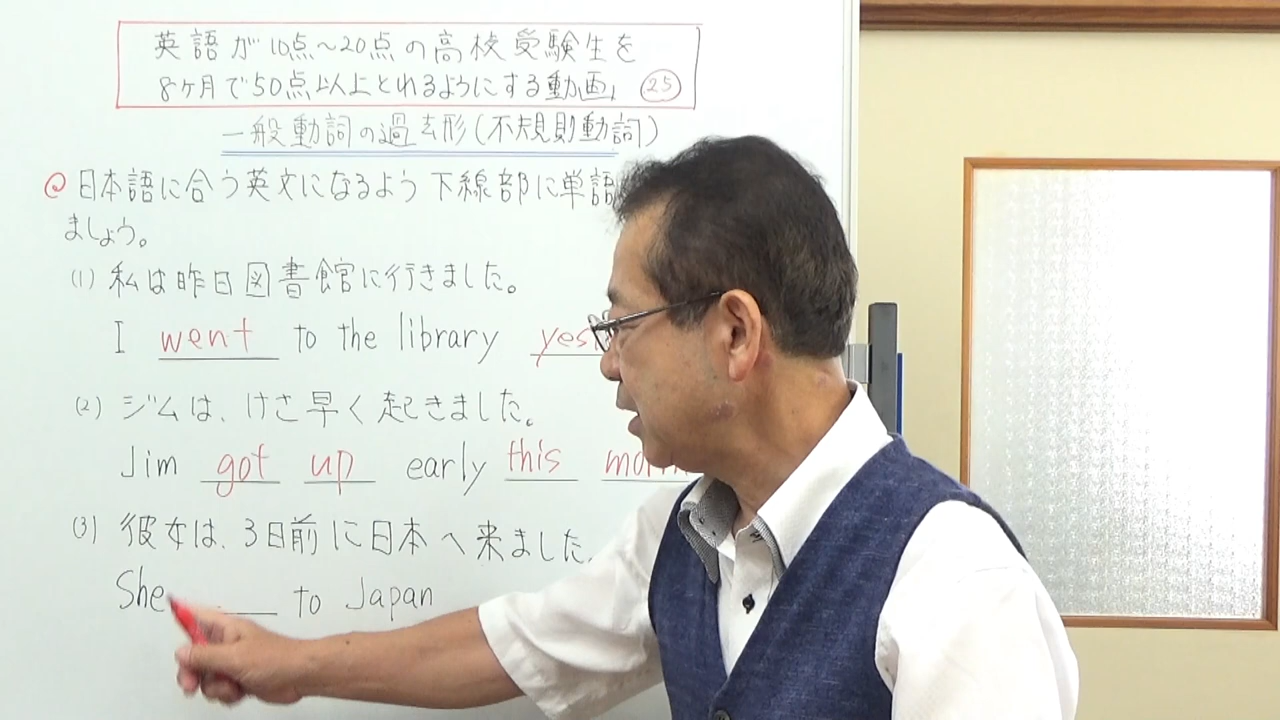 英語が10点～20点の高校受験生を
8ヶ月で50点以上とれるようにする動画」 25
一般動詞の過去形(不規則動詞)
日本語に合う英文になるよう下線部に単語
ましょう。
(1) 私は昨日図書館に行きました。
I went to the library
(2) ジムは、けさ早く起きました。
Jim got up early this
(3) 彼女は、3日前に日本へ来ました。
She to Japan